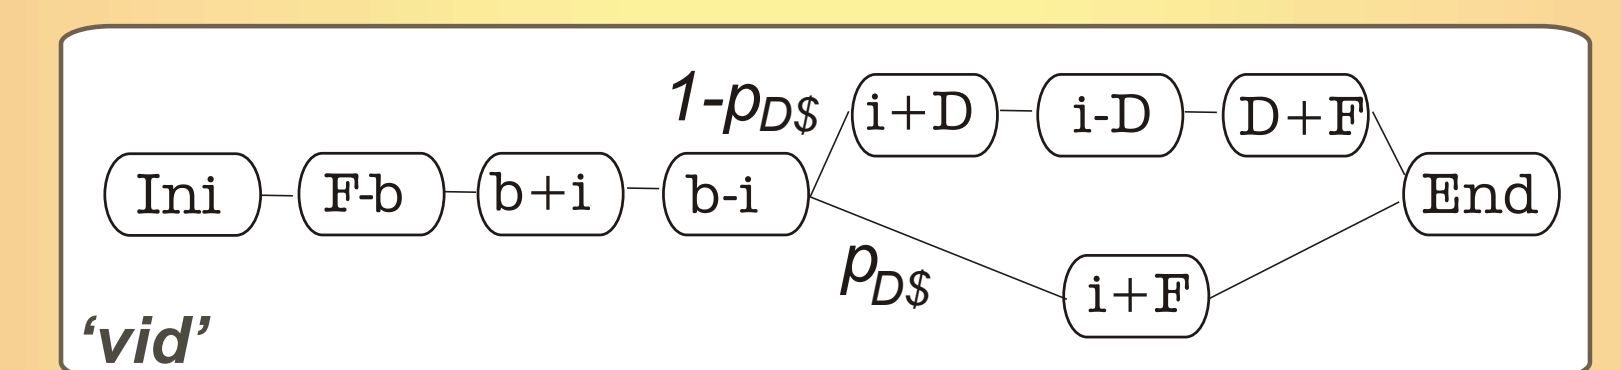 1-pD$
i+D
i-D
D+F
Ini
F-b
b+i
b-i
End
pD$
i+F
‘vid’